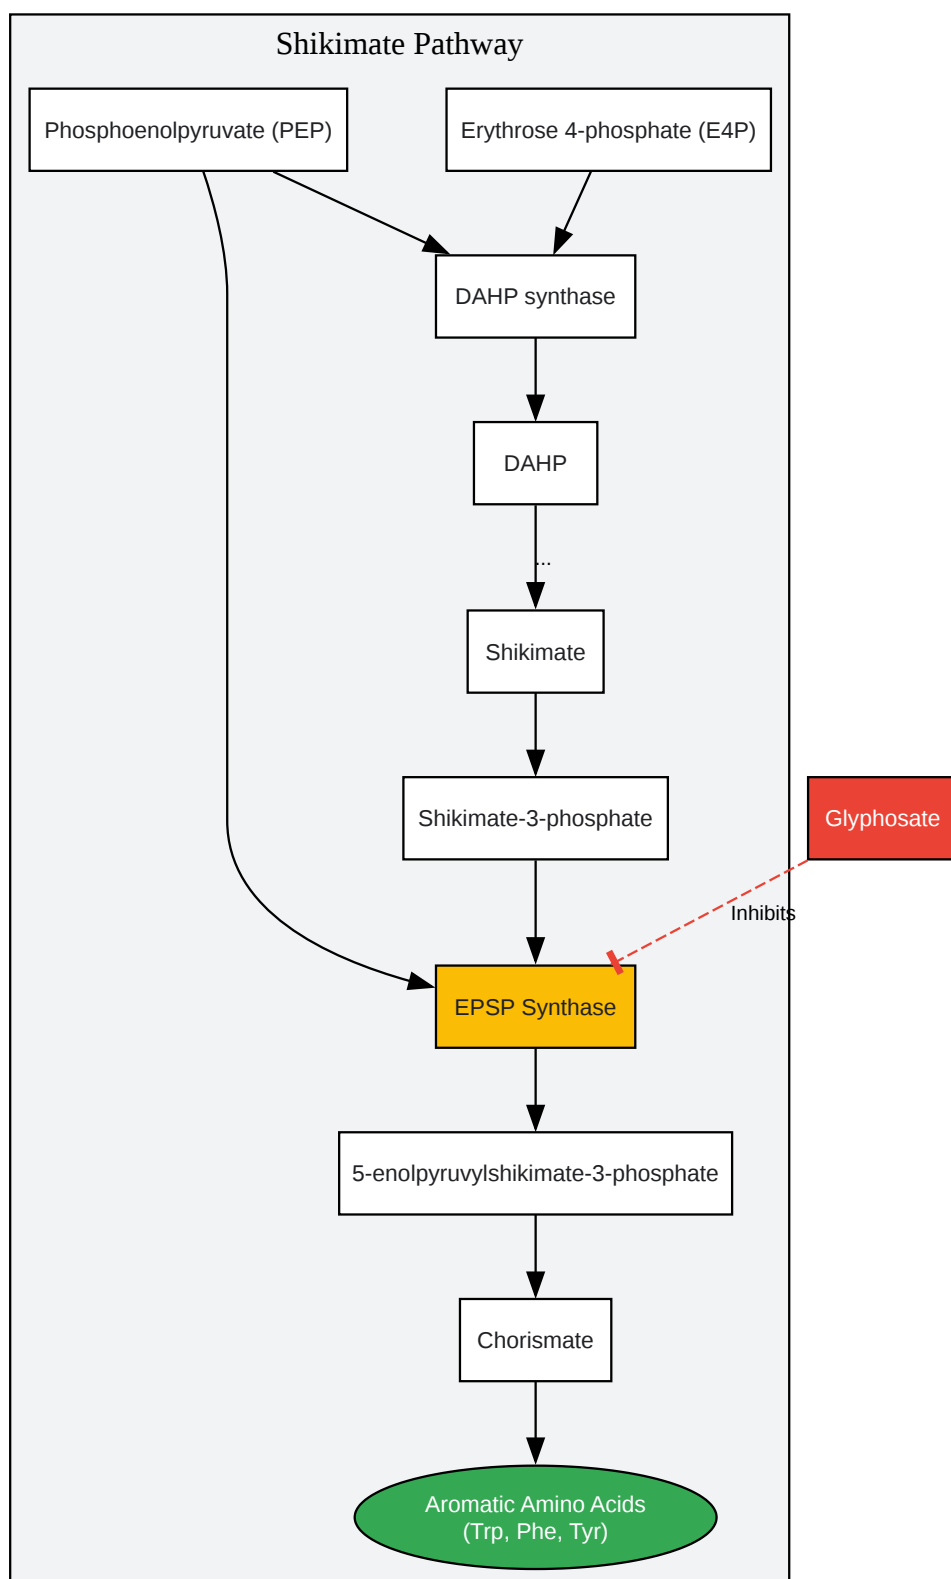 Shikimate Pathway
Phosphoenolpyruvate (PEP)
Erythrose 4-phosphate (E4P)
DAHP synthase
DAHP
...
Shikimate
Shikimate-3-phosphate
Glyphosate
Inhibits
EPSP Synthase
5-enolpyruvylshikimate-3-phosphate
Chorismate
Aromatic Amino Acids
(Trp, Phe, Tyr)